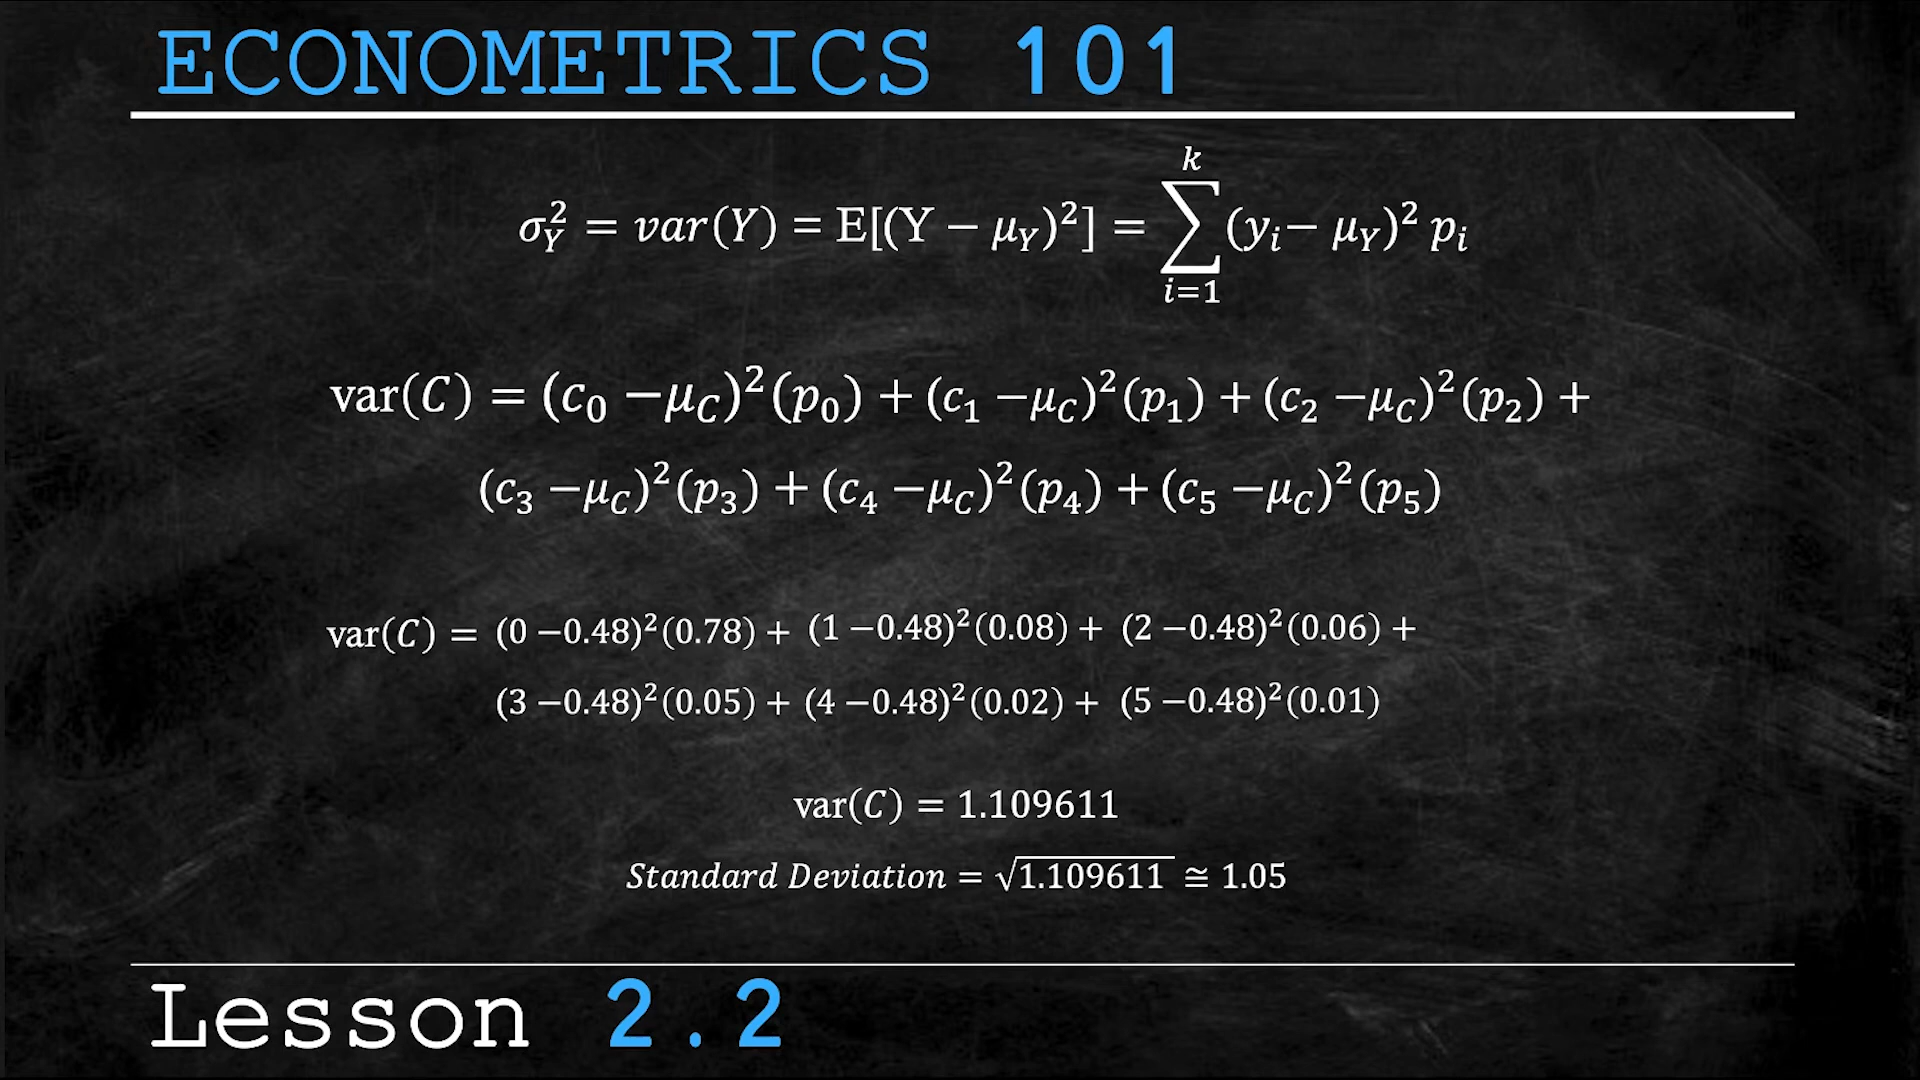 ECONOMETRICS 101
σ_Y^2 = var(Y) = E[(Y − μ_Y)^2] = ∑_{i=1}^{k} (y_i − μ_Y)^2 p_i
var(C) = (c_0 −μ_C)^2(p_0) + (c_1 −μ_C)^2(p_1) + (c_2 −μ_C)^2(p_2) +
(c_3 −μ_C)^2(p_3) + (c_4 −μ_C)^2(p_4) + (c_5 −μ_C)^2(p_5)
var(C) = (0 −0.48)^2(0.78) + (1 −0.48)^2(0.08) + (2 −0.48)^2(0.06) +
(3 −0.48)^2(0.05) + (4 −0.48)^2(0.02) + (5 −0.48)^2(0.01)
var(C) = 1.109611
Standard Deviation = √1.109611 ≅ 1.05
Lesson 2.2